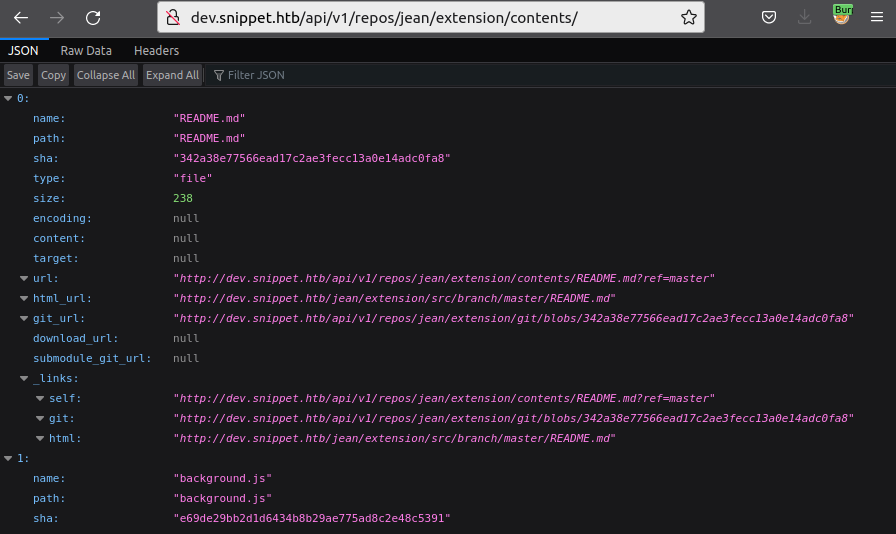 dev.snippet.htb/api/v1/repos/jean/extension/contents/
Burp
JSON Raw Data Headers
Save Copy Collapse All Expand All Filter JSON
0:
name: "README.md"
path: "README.md"
sha: "342a38e77566ead17c2ae3fecc13a0e14adc0fa8"
type: "file"
size: 238
encoding: null
content: null
target: null
url: "http://dev.snippet.htb/api/v1/repos/jean/extension/contents/README.md?ref=master"
html_url: "http://dev.snippet.htb/jean/extension/src/branch/master/README.md"
git_url: "http://dev.snippet.htb/api/v1/repos/jean/extension/git/blobs/342a38e77566ead17c2ae3fecc13a0e14adc0fa8"
download_url: null
submodule_git_url: null
_links:
self: "http://dev.snippet.htb/api/v1/repos/jean/extension/contents/README.md?ref=master"
git: "http://dev.snippet.htb/api/v1/repos/jean/extension/git/blobs/342a38e77566ead17c2ae3fecc13a0e14adc0fa8"
html: "http://dev.snippet.htb/jean/extension/src/branch/master/README.md"
1:
name: "background.js"
path: "background.js"
sha: "e69de29bb2d1d6434b8b29ae775ad8c2e48c5391"